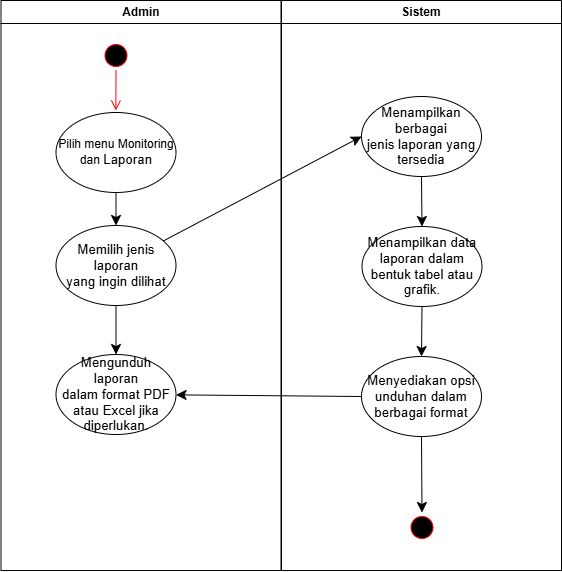 Admin
Sistem
Pilih menu Monitoring
dan Laporan
Memilih jenis
laporan
yang ingin dilihat
Mengunduh
laporan
dalam format PDF
atau Excel jika
diperlukan
Menampilkan
berbagai
jenis laporan yang
tersedia
Menampilkan data
laporan dalam
bentuk tabel atau
grafik.
Menyediakan opsi
unduhan dalam
berbagai format